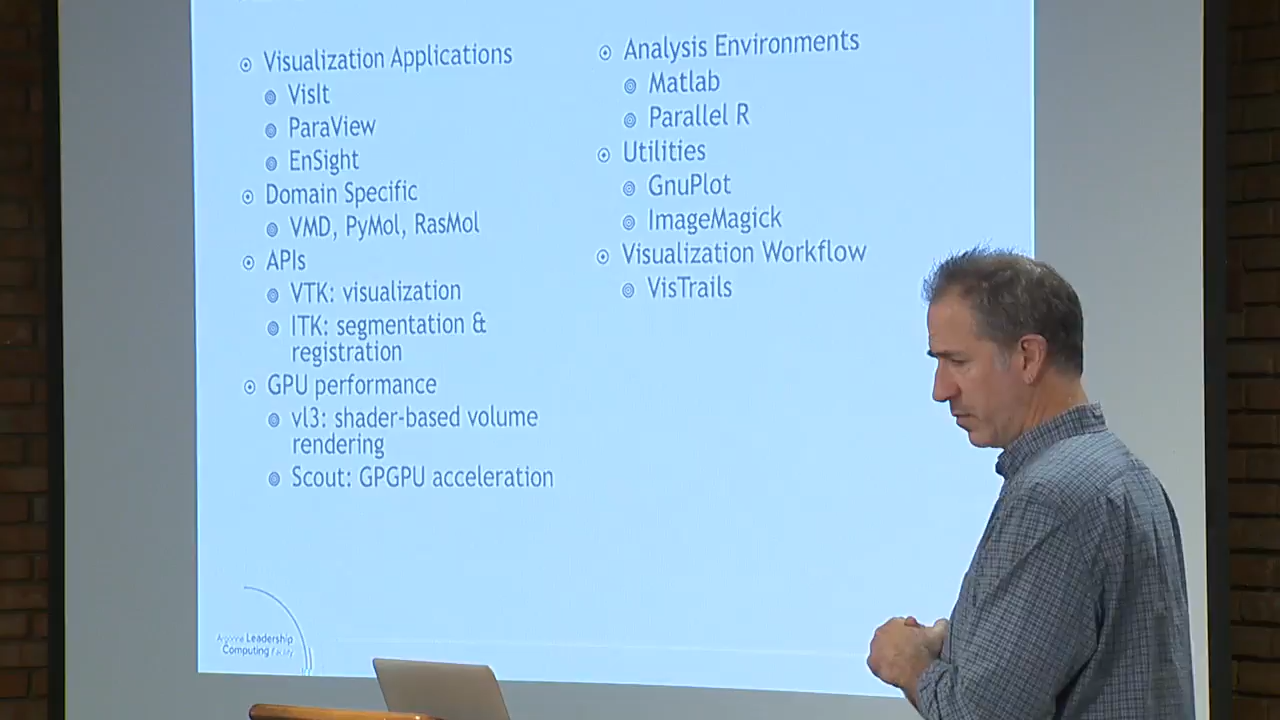 Visualization Applications
VisIt
ParaView
EnSight
Domain Specific
VMD, PyMol, RasMol
APIs
VTK: visualization
ITK: segmentation &
registration
GPU performance
vl3: shader-based volume
rendering
Scout: GPGPU acceleration
Analysis Environments
Matlab
Parallel R
Utilities
GnuPlot
ImageMagick
Visualization Workflow
VisTrails
Argonne Leadership
Computing Facility